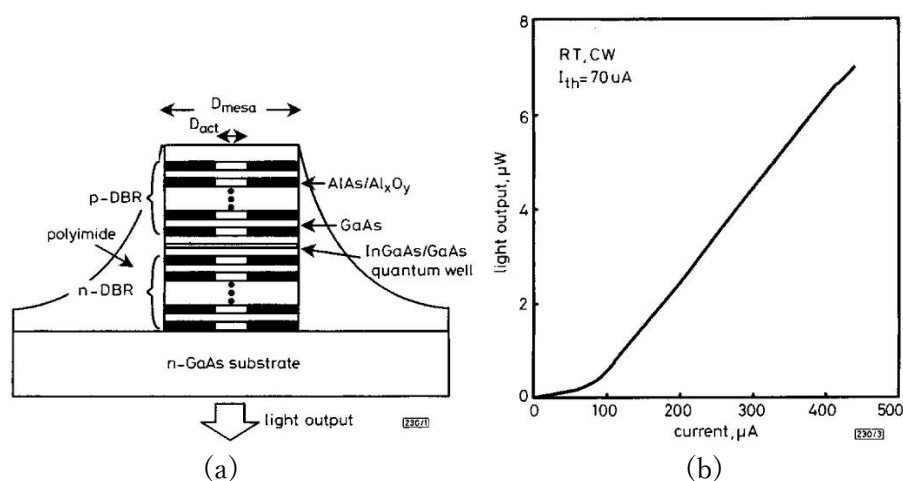 D_mesa
D_act
p-DBR
AlAs/Al_xO_y
GaAs
polyimide
InGaAs/GaAs
quantum well
n-DBR
n-GaAs substrate
light output
230/1
(a)
RT, CW
I_th=70uA
light output, μW
8
6
4
2
0
0 100 200 300 400 500
current, μA
230/3
(b)